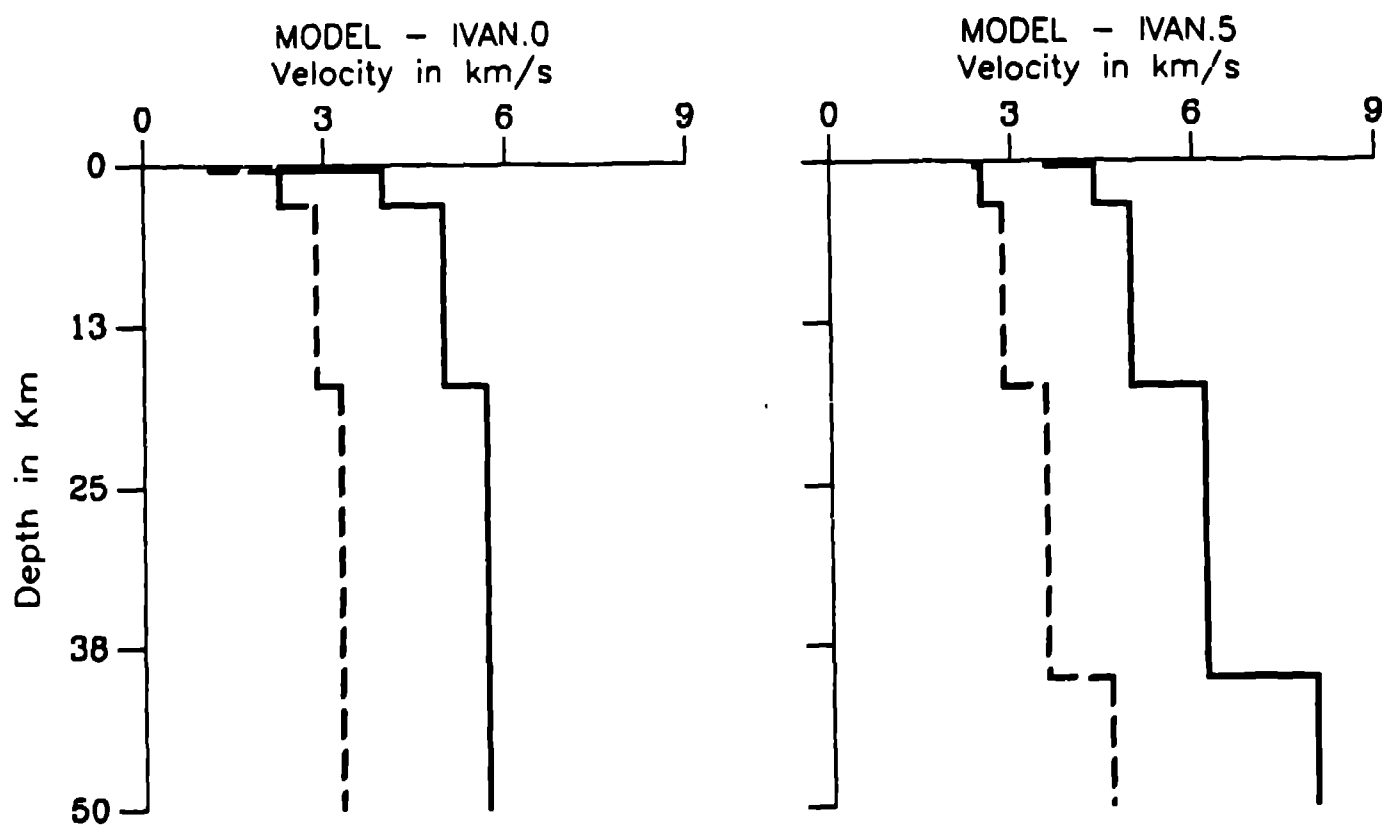 MODEL - IVAN.0
Velocity in km/s
0 3 6 9
0
13
25
38
50
Depth in Km
MODEL - IVAN.5
Velocity in km/s
0 3 6 9